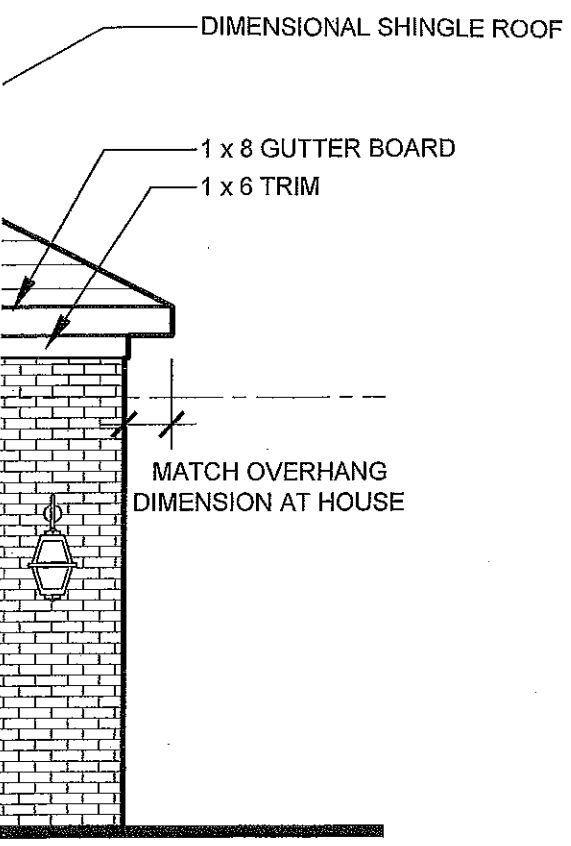 DIMENSIONAL SHINGLE ROOF
1 x 8 GUTTER BOARD
1 x 6 TRIM
MATCH OVERHANG
DIMENSION AT HOUSE